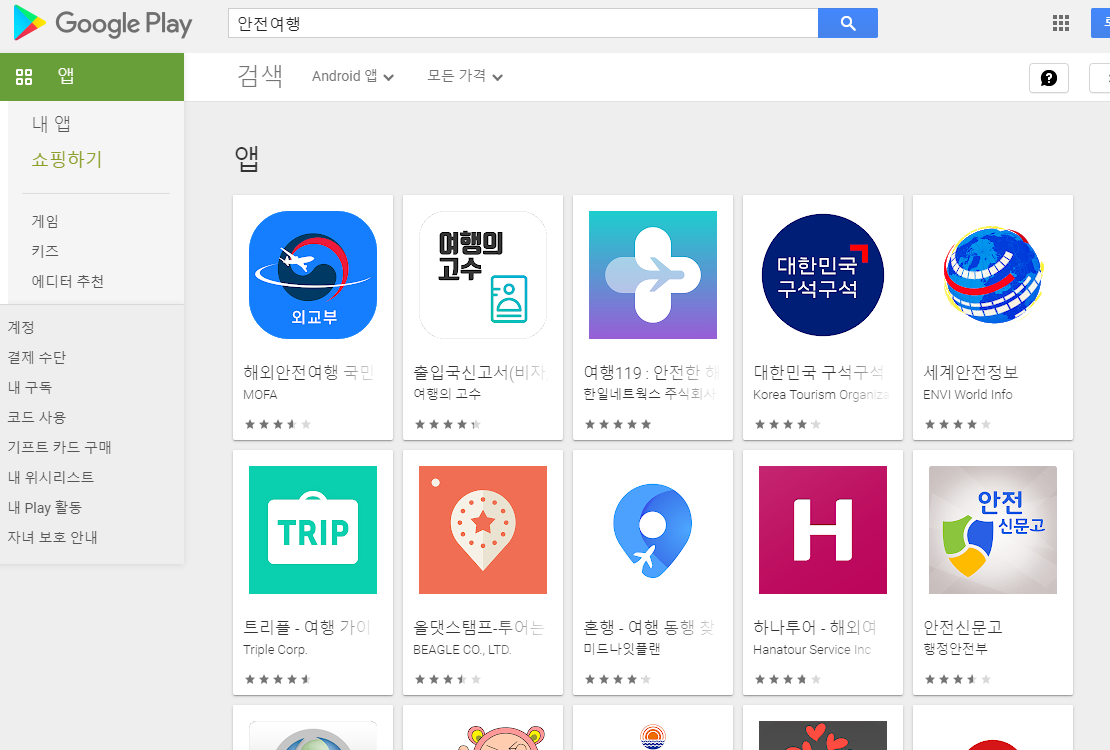 Google Play
안전여행
앱
검색
Android 앱
모든 가격
내 앱
쇼핑하기
게임
키즈
에디터 추천
계정
결제 수단
내 구독
코드 사용
기프트 카드 구매
내 위시리스트
내 Play 활동
자녀 보호 안내
앱
외교부
해외안전여행 국민
MOFA
여행의
고수
출입국신고서(비자
여행의 고수
여행119 : 안전한 해
한일네트웍스 주식회사
대한민국
구석구석
대한민국 구석구석
Korea Tourism Organiza
세계안전정보
ENVI World Info
TRIP
트리플 - 여행 가이
Triple Corp.
올댓스탬프-투어는
BEAGLE CO., LTD.
혼행 - 여행 동행 찾
미드나잇플랜
H
하나투어 - 해외여
Hanatour Service Inc
안전
신문고
안전신문고
행정안전부